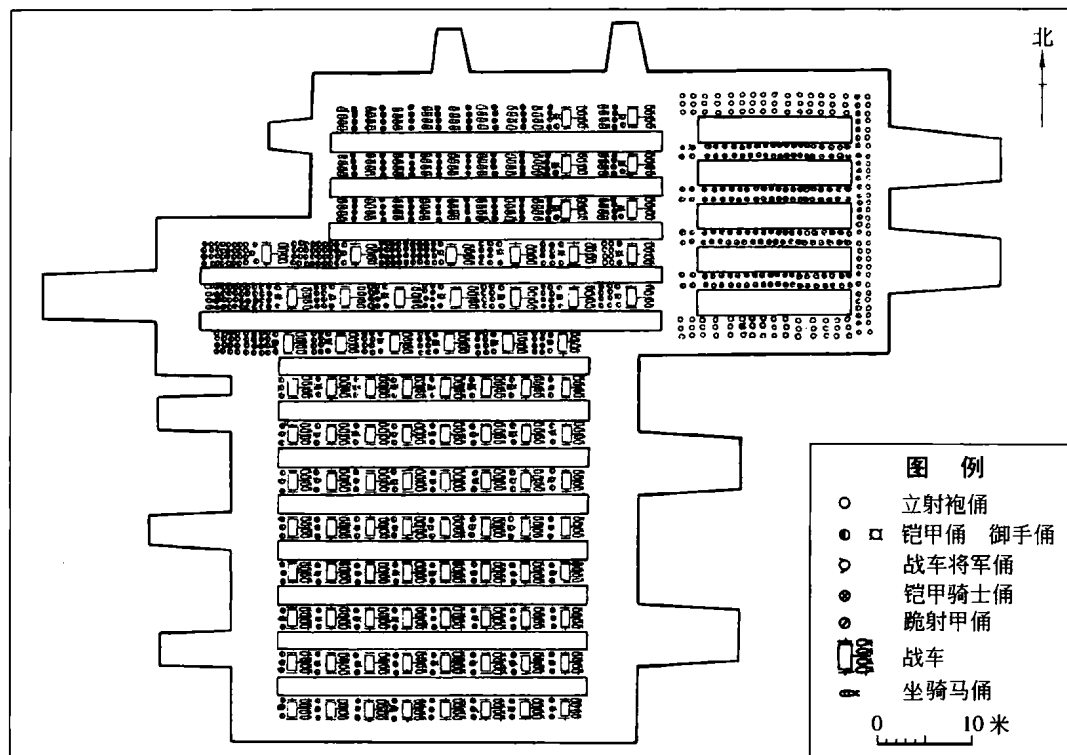 北
图 例
立射袍俑
铠甲俑 御手俑
战车将军俑
铠甲骑士俑
跪射甲俑
战车
坐骑马俑
0 10 米